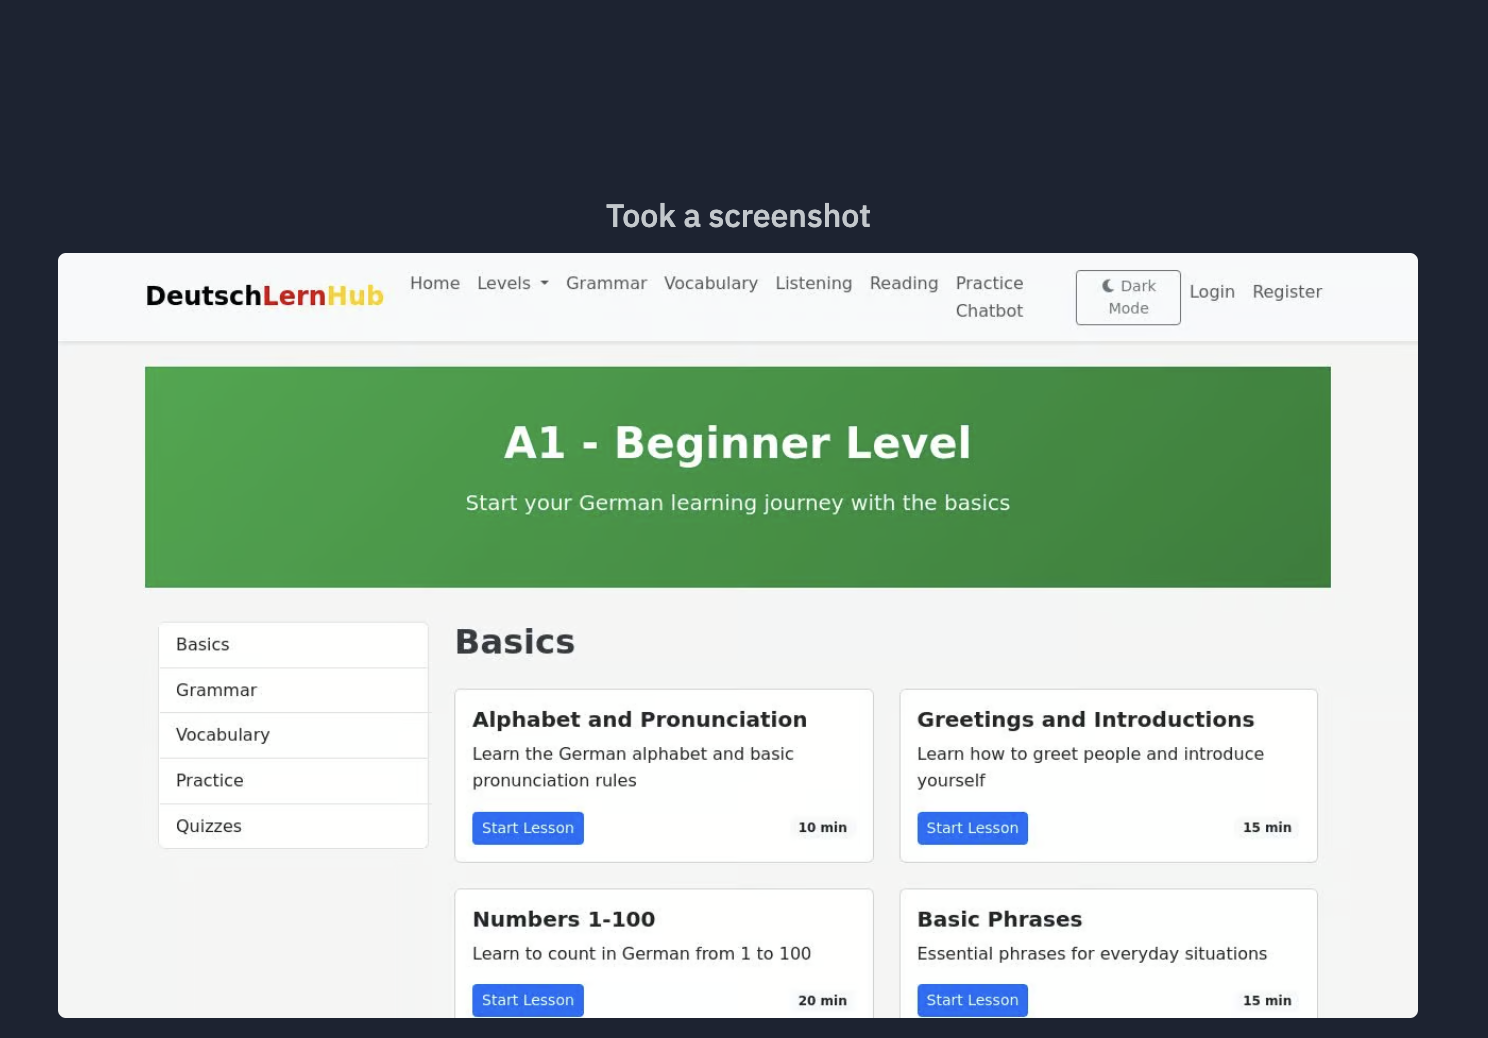 Took a screenshot
DeutschLernHub
Home Levels Grammar Vocabulary Listening Reading Practice
Chatbot
Dark
Mode
Login Register
A1 - Beginner Level
Start your German learning journey with the basics
Basics
Grammar
Vocabulary
Practice
Quizzes
Basics
Alphabet and Pronunciation
Learn the German alphabet and basic
pronunciation rules
Start Lesson 10 min
Greetings and Introductions
Learn how to greet people and introduce
yourself
Start Lesson 15 min
Numbers 1-100
Learn to count in German from 1 to 100
Start Lesson 20 min
Basic Phrases
Essential phrases for everyday situations
Start Lesson 15 min